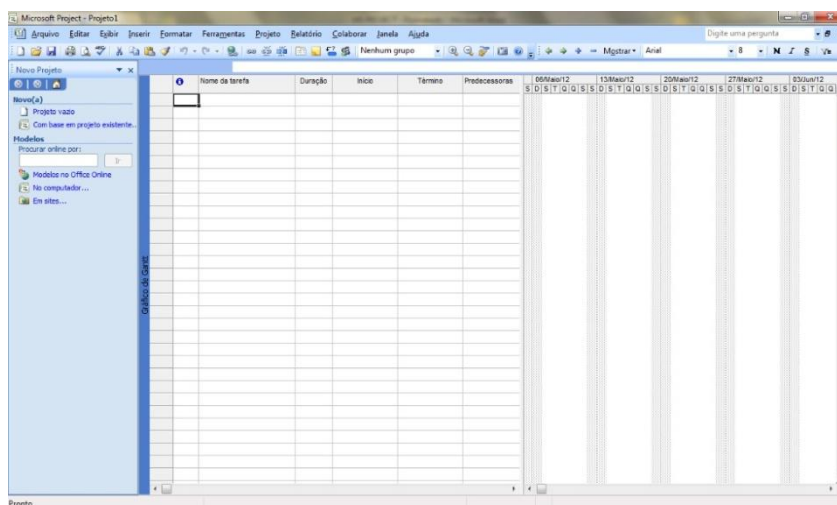 Microsoft Project - Projeto1
Arquivo Editar Exibir Inserir Formatar Ferramentas Projeto Relatório Colaborar Janela Ajuda
Digite uma pergunta
Nenhum grupo
Mostrar Arial 8 N I S
Novo Projeto
Nome da tarefa Duração Início Término Predecessoras
06/Maio/12 13/Maio/12 20/Maio/12 27/Maio/12 03/Jun/12
S D S T Q Q S S D S T Q Q S S D S T Q Q S S D S T Q Q S S D S T Q Q
Novo(a)
Projeto vazio
Com base em projeto existente...
Modelos
Procurar online por:
Ir
Modelos no Office Online
No computador...
Em sites...
Gráfico de Gantt
Pronto